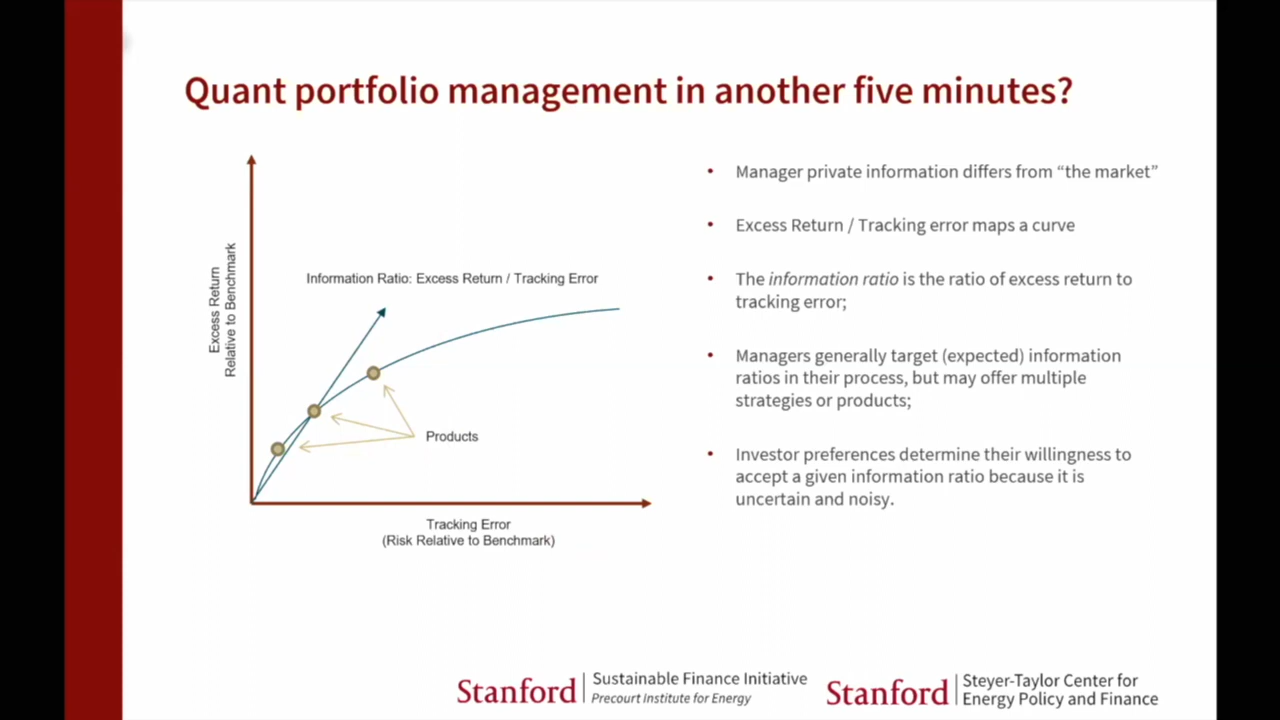 Quant portfolio management in another five minutes?
Excess Return
Relative to Benchmark
Information Ratio: Excess Return / Tracking Error
Products
Tracking Error
(Risk Relative to Benchmark)
• Manager private information differs from “the market”
• Excess Return / Tracking error maps a curve
• The information ratio is the ratio of excess return to
tracking error;
• Managers generally target (expected) information
ratios in their process, but may offer multiple
strategies or products;
• Investor preferences determine their willingness to
accept a given information ratio because it is
uncertain and noisy.
Stanford
Sustainable Finance Initiative
Precourt Institute for Energy
Stanford
Steyer-Taylor Center for
Energy Policy and Finance